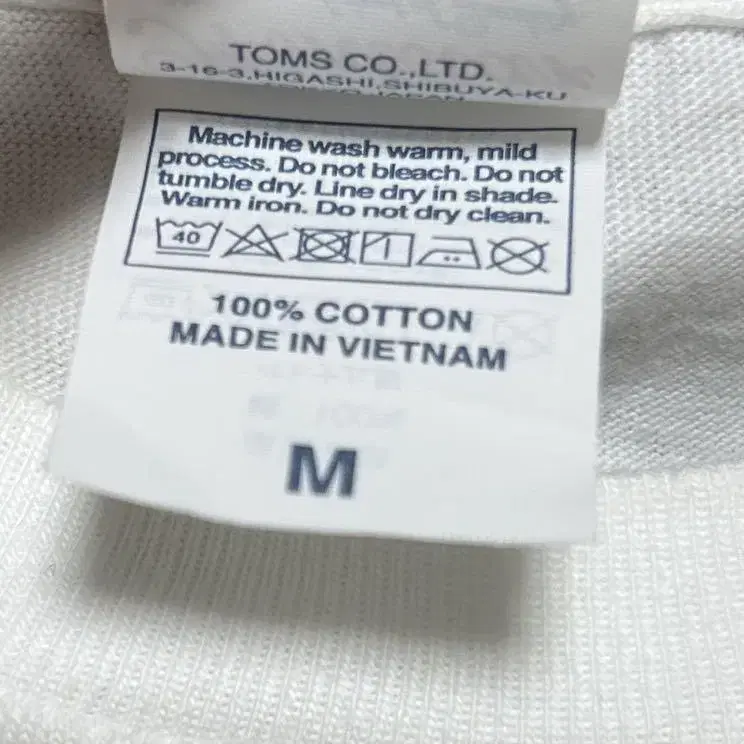 TOMS CO.,LTD.
3-16-3,HIGASHI,SHIBUYA-KU
JAPAN
Machine wash warm, mild
process. Do not bleach. Do not
tumble dry. Line dry in shade.
Warm iron. Do not dry clean.
40
100% COTTON
MADE IN VIETNAM
M